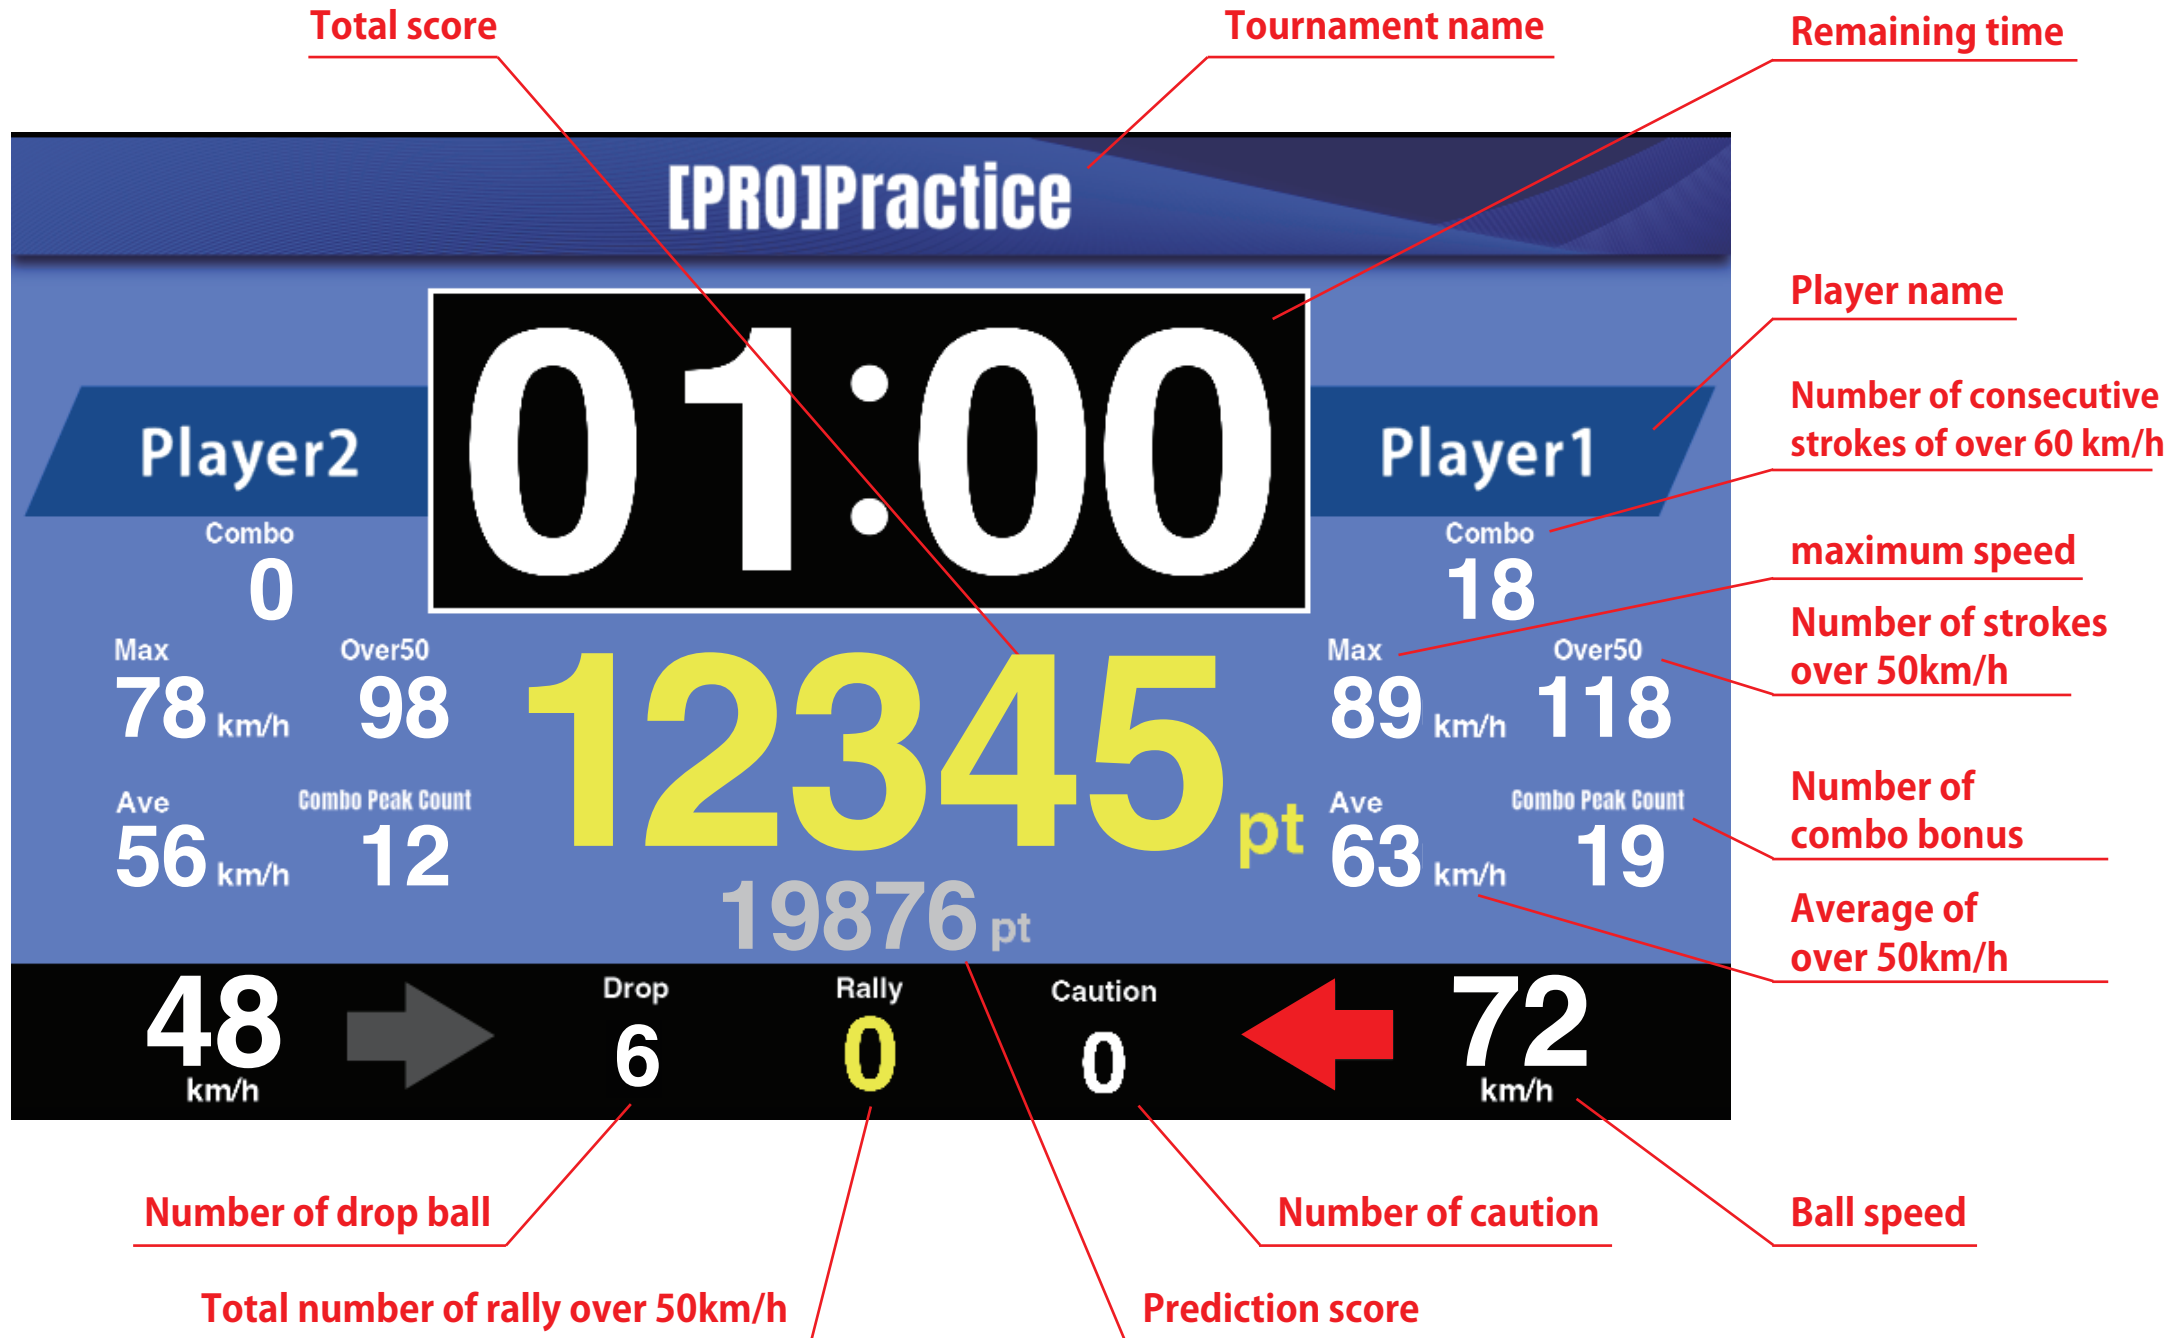 Total score
Tournament name
Remaining time
[PRO]Practice
01:00
Player name
Player2
Player1
Number of consecutive
strokes of over 60 km/h
Combo
0
Combo
18
maximum speed
Max
78 km/h
Over50
98
12345 pt
Max
89 km/h
Over50
118
Number of strokes
over 50km/h
Ave
56 km/h
Combo Peak Count
12
Ave
63 km/h
Combo Peak Count
19
Number of
combo bonus
19876 pt
Average of
over 50km/h
48
km/h
Drop
6
Rally
0
Caution
0
72
km/h
Number of drop ball
Number of caution
Ball speed
Total number of rally over 50km/h
Prediction score